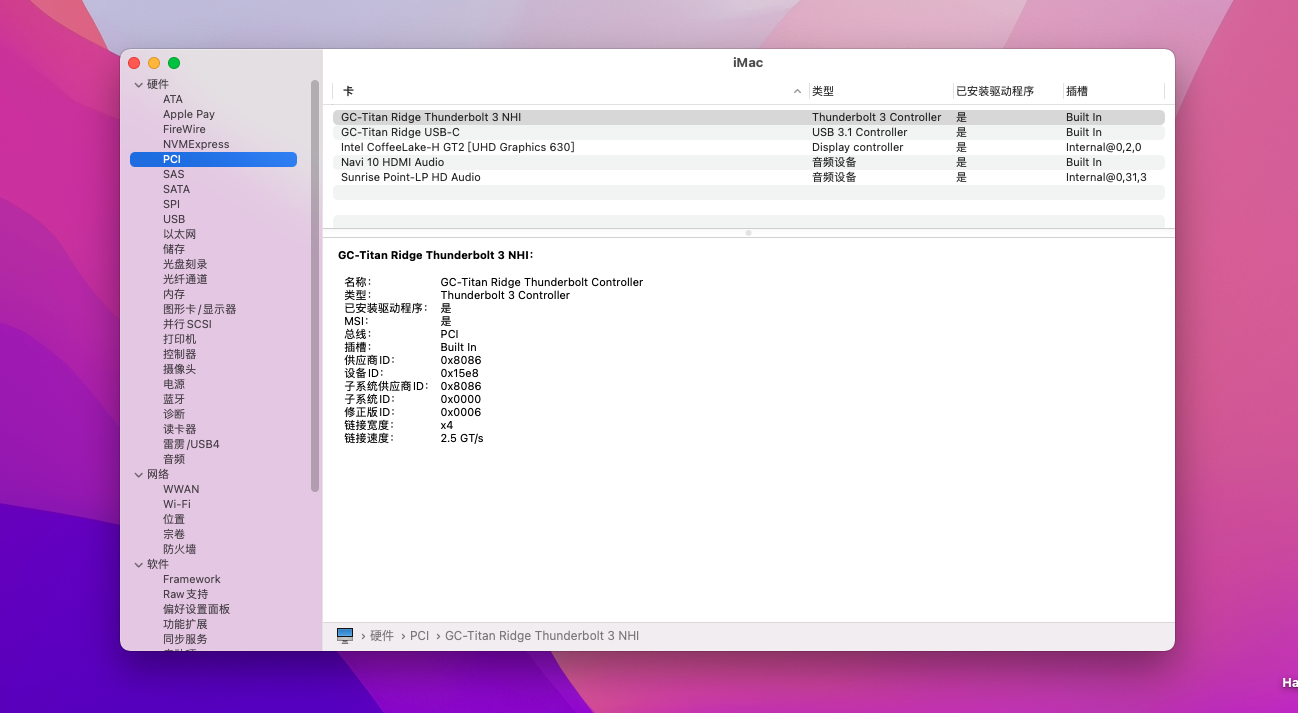 iMac
硬件
ATA
Apple Pay
FireWire
NVMExpress
PCI
SAS
SATA
SPI
USB
以太网
储存
光盘刻录
光纤通道
内存
图形卡/显示器
并行SCSI
打印机
控制器
摄像头
电源
蓝牙
诊断
读卡器
雷雳/USB4
音频
网络
WWAN
Wi-Fi
位置
宗卷
防火墙
软件
Framework
Raw支持
偏好设置面板
功能扩展
同步服务
卡 类型 已安装驱动程序 插槽
GC-Titan Ridge Thunderbolt 3 NHI Thunderbolt 3 Controller 是 Built In
GC-Titan Ridge USB-C USB 3.1 Controller 是 Built In
Intel CoffeeLake-H GT2 [UHD Graphics 630] Display controller 是 Internal@0,2,0
Navi 10 HDMI Audio 音频设备 是 Built In
Sunrise Point-LP HD Audio 音频设备 是 Internal@0,31,3
GC-Titan Ridge Thunderbolt 3 NHI:
名称: GC-Titan Ridge Thunderbolt Controller
类型: Thunderbolt 3 Controller
已安装驱动程序: 是
MSI: 是
总线: PCI
插槽: Built In
供应商ID: 0x8086
设备ID: 0x15e8
子系统供应商ID: 0x8086
子系统ID: 0x0000
修正版ID: 0x0006
链接宽度: x4
链接速度: 2.5 GT/s
› 硬件 › PCI › GC-Titan Ridge Thunderbolt 3 NHI
Ha